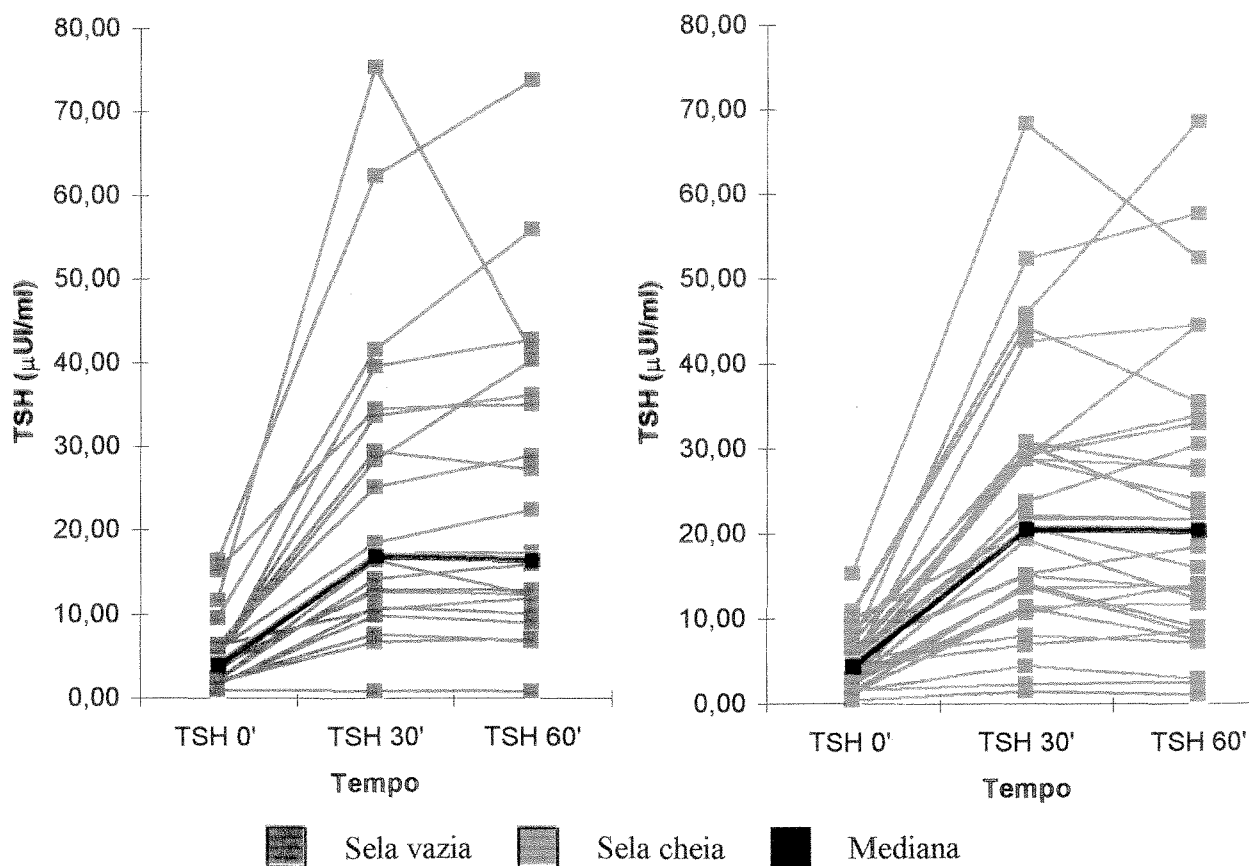 80,00
70,00
60,00
50,00
40,00
30,00
20,00
10,00
0,00
TSH (µUI/ml)
TSH 0' TSH 30' TSH 60'
Tempo
80,00
70,00
60,00
50,00
40,00
30,00
20,00
10,00
0,00
TSH (µUI/ml)
TSH 0' TSH 30' TSH 60'
Tempo
Sela vazia Sela cheia Mediana